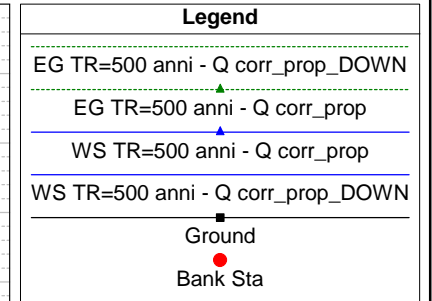 Legend
EG TR=500 anni - Q corr_prop_DOWN
EG TR=500 anni - Q corr_prop
WS TR=500 anni - Q corr_prop
WS TR=500 anni - Q corr_prop_DOWN
Ground
Bank Sta